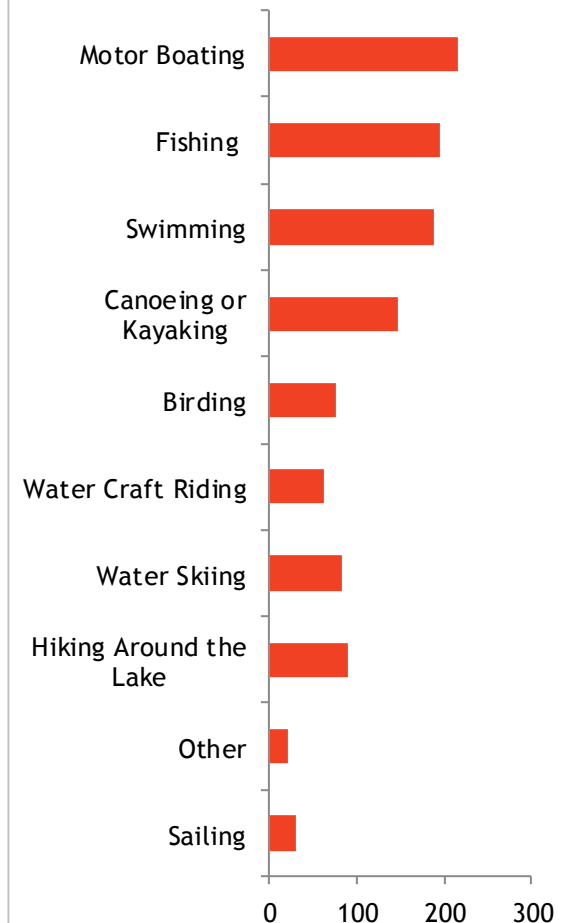 Motor Boating
Fishing
Swimming
Canoeing or
Kayaking
Birding
Water Craft Riding
Water Skiing
Hiking Around the
Lake
Other
Sailing
0 100 200 300